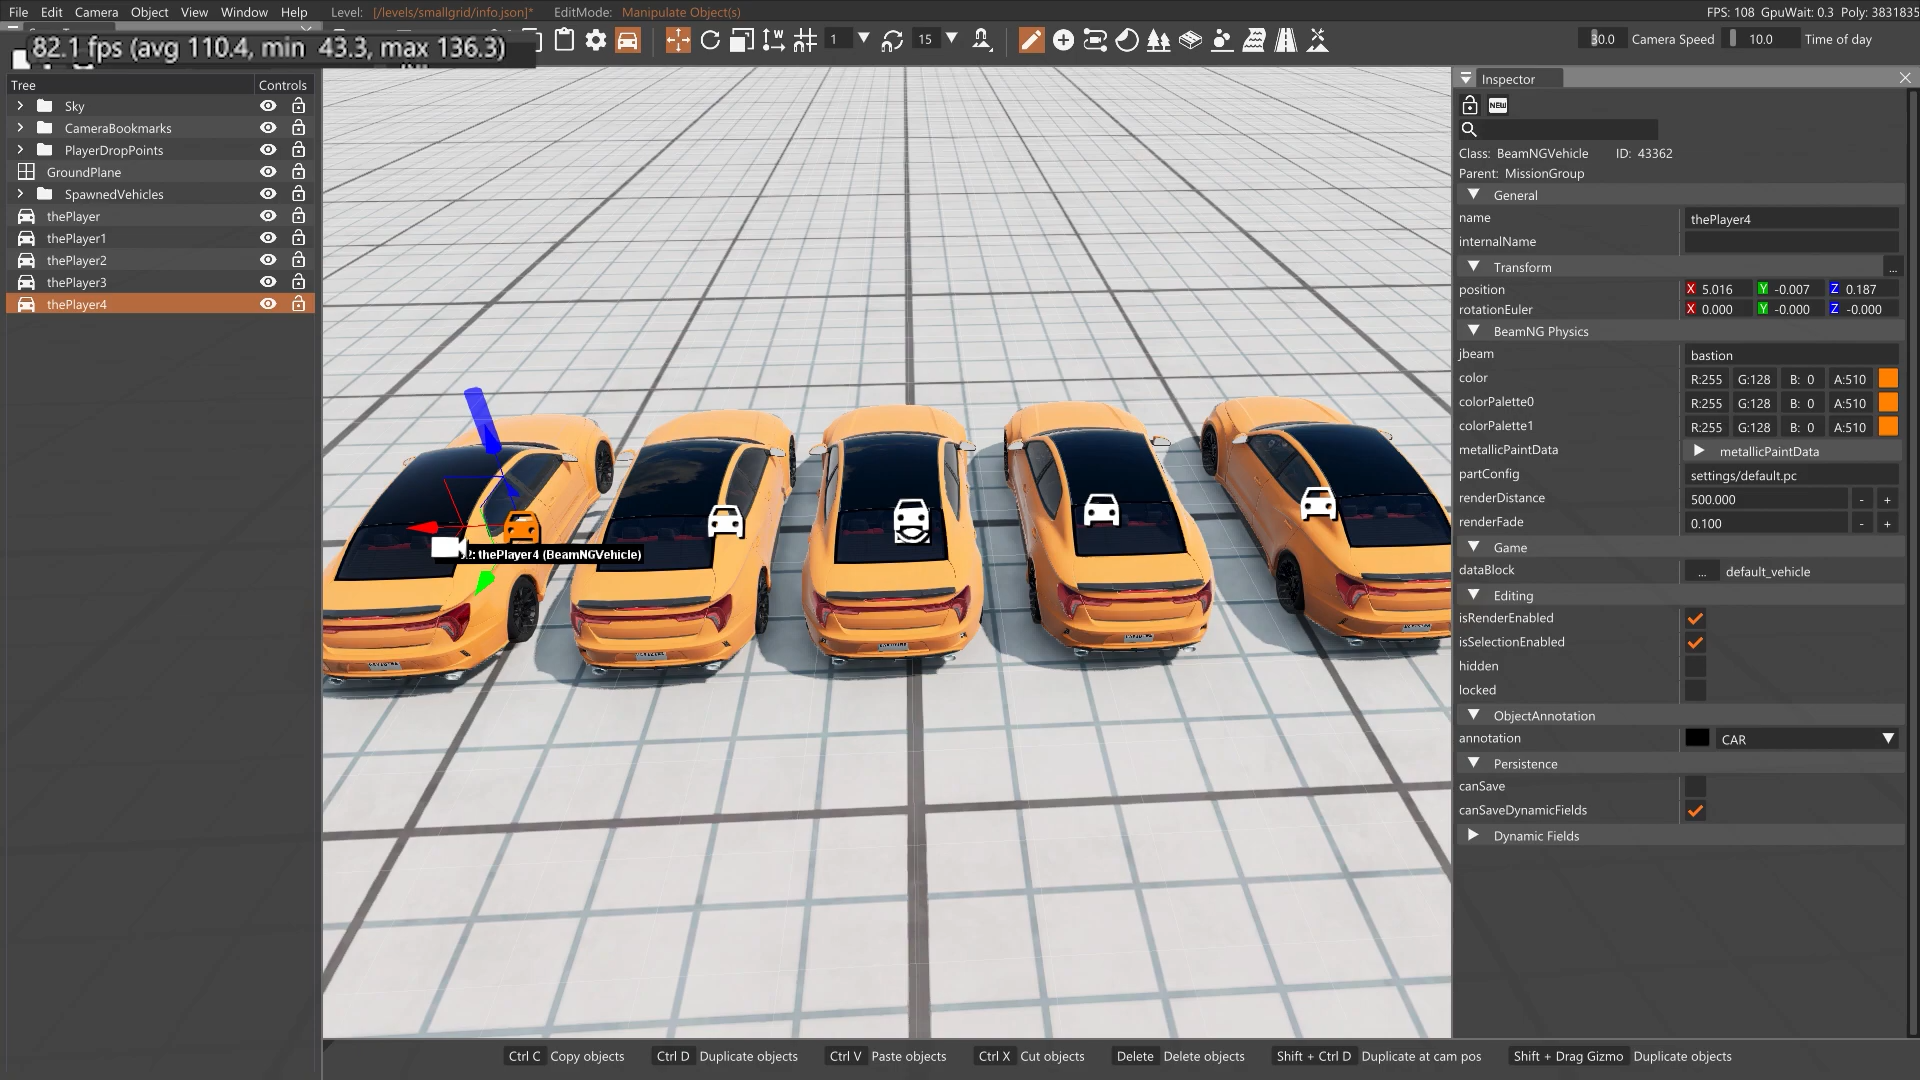 File Edit Camera Object View Window Help Level: [/levels/smallgrid/info.json]* EditMode: Manipulate Object(s) FPS: 108 GpuWait: 0.3 Poly: 3831835
82.1 fps (avg 110.4, min 43.3, max 136.3)
1 15 30.0 Camera Speed 10.0 Time of day
Tree Controls
Sky
CameraBookmarks
PlayerDropPoints
GroundPlane
SpawnedVehicles
thePlayer
thePlayer1
thePlayer2
thePlayer3
thePlayer4
2: thePlayer4 (BeamNGVehicle)
Inspector
NEW
Class: BeamNGVehicle ID: 43362
Parent: MissionGroup
General
name thePlayer4
internalName
Transform ...
position X 5.016 Y -0.007 Z 0.187
rotationEuler X 0.000 Y -0.000 Z -0.000
BeamNG Physics
jbeam bastion
color R:255 G:128 B: 0 A:510
colorPalette0 R:255 G:128 B: 0 A:510
colorPalette1 R:255 G:128 B: 0 A:510
metallicPaintData metallicPaintData
partConfig settings/default.pc
renderDistance 500.000 - +
renderFade 0.100 - +
Game
dataBlock ... default_vehicle
Editing
isRenderEnabled
isSelectionEnabled
hidden
locked
ObjectAnnotation
annotation CAR
Persistence
canSave
canSaveDynamicFields
Dynamic Fields
Ctrl C Copy objects Ctrl D Duplicate objects Ctrl V Paste objects Ctrl X Cut objects Delete Delete objects Shift + Ctrl D Duplicate at cam pos Shift + Drag Gizmo Duplicate objects